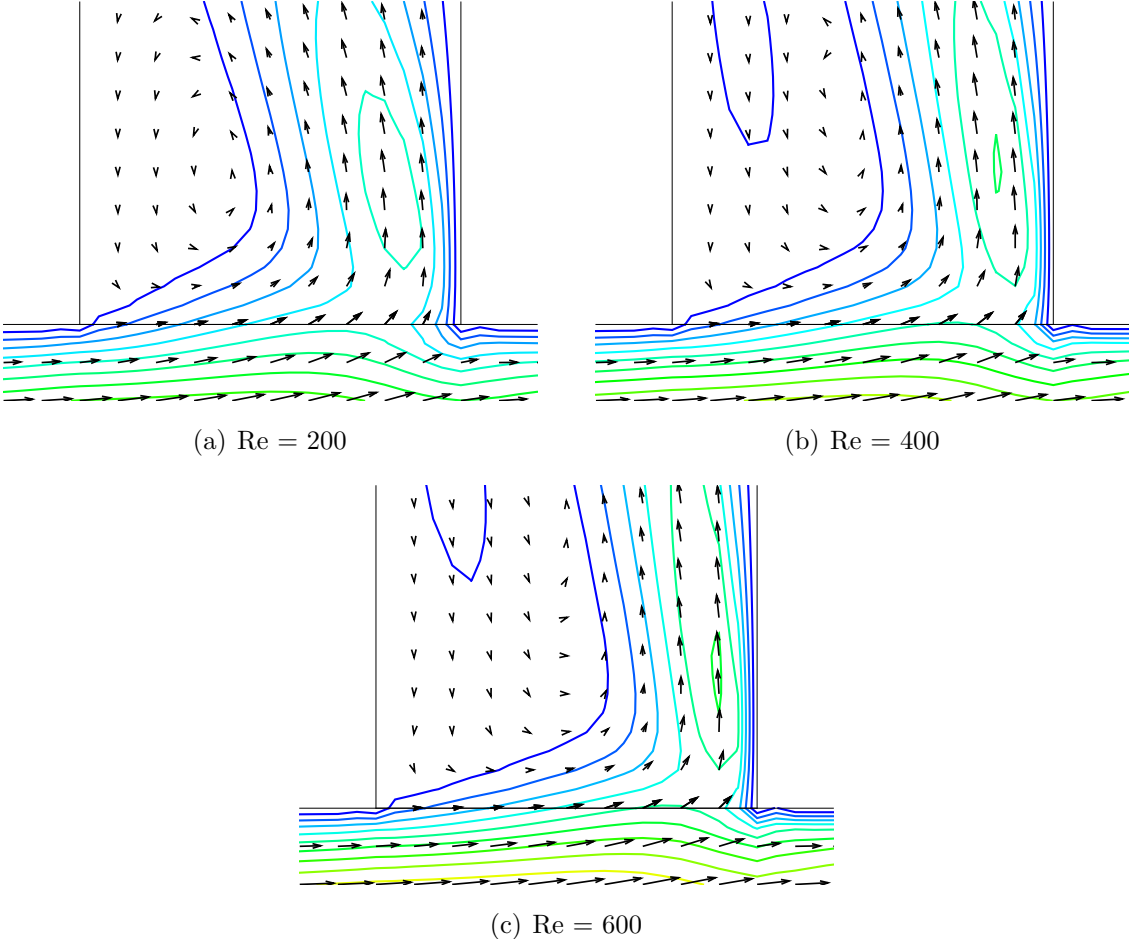 (a) Re = 200
(b) Re = 400
(c) Re = 600